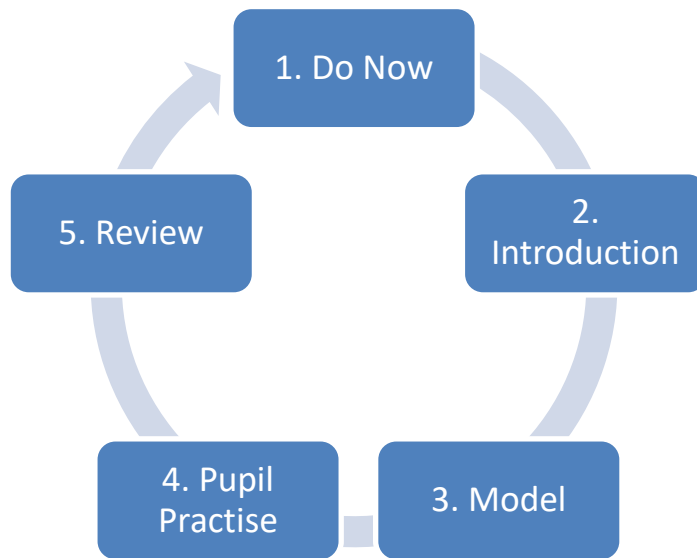 1. Do Now
2.
Introduction
3. Model
4. Pupil
Practise
5. Review